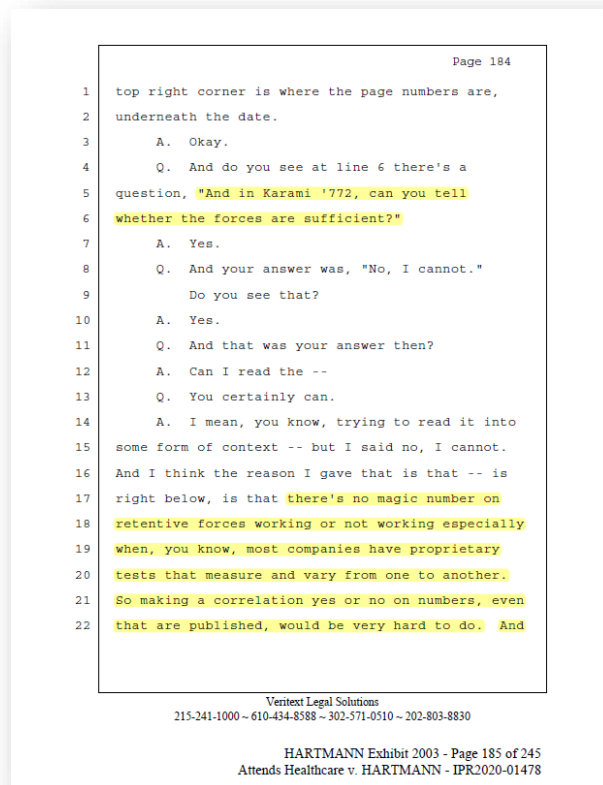 Page 184
1 top right corner is where the page numbers are,
2 underneath the date.
3 A. Okay.
4 Q. And do you see at line 6 there's a
5 question, "And in Karami '772, can you tell
6 whether the forces are sufficient?"
7 A. Yes.
8 Q. And your answer was, "No, I cannot."
9 Do you see that?
10 A. Yes.
11 Q. And that was your answer then?
12 A. Can I read the --
13 Q. You certainly can.
14 A. I mean, you know, trying to read it into
15 some form of context -- but I said no, I cannot.
16 And I think the reason I gave that is that -- is
17 right below, is that there's no magic number on
18 retentive forces working or not working especially
19 when, you know, most companies have proprietary
20 tests that measure and vary from one to another.
21 So making a correlation yes or no on numbers, even
22 that are published, would be very hard to do. And
Veritext Legal Solutions
215-241-1000 ~ 610-434-8588 ~ 302-571-0510 ~ 202-803-8830
HARTMANN Exhibit 2003 - Page 185 of 245
Attends Healthcare v. HARTMANN - IPR2020-01478